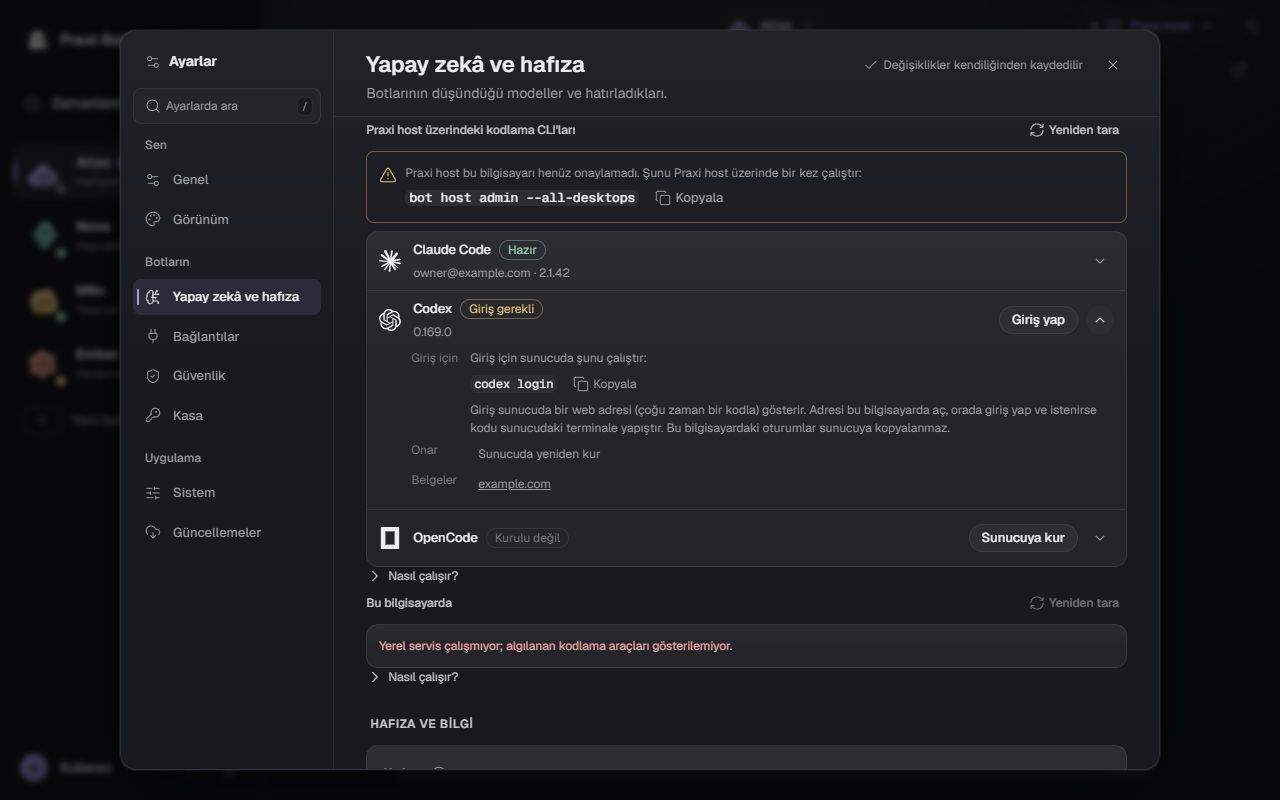 Ayarlar
Ayarlarda ara /
Sen
Genel
Görünüm
Botların
Yapay zekâ ve hafıza
Bağlantılar
Güvenlik
Kasa
Uygulama
Sistem
Güncellemeler
Yapay zekâ ve hafıza
Değişiklikler kendiliğinden kaydedilir
Botlarının düşündüğü modeller ve hatırladıkları.
Praxi host üzerindeki kodlama CLI'ları
Yeniden tara
Praxi host bu bilgisayarı henüz onaylamadı. Şunu Praxi host üzerinde bir kez çalıştır:
bot host admin --all-desktops Kopyala
Claude Code Hazır
owner@example.com · 2.1.42
Codex Giriş gerekli
0.169.0
Giriş yap
Giriş için Giriş için sunucuda şunu çalıştır:
codex login Kopyala
Giriş sunucuda bir web adresi (çoğu zaman bir kodla) gösterir. Adresi bu bilgisayarda aç, orada giriş yap ve istenirse
kodu sunucudaki terminale yapıştır. Bu bilgisayardaki oturumlar sunucuya kopyalanmaz.
Onar Sunucuda yeniden kur
Belgeler example.com
OpenCode Kurulu değil Sunucuya kur
Nasıl çalışır?
Bu bilgisayarda Yeniden tara
Yerel servis çalışmıyor; algılanan kodlama araçları gösterilemiyor.
Nasıl çalışır?
HAFIZA VE BİLGİ